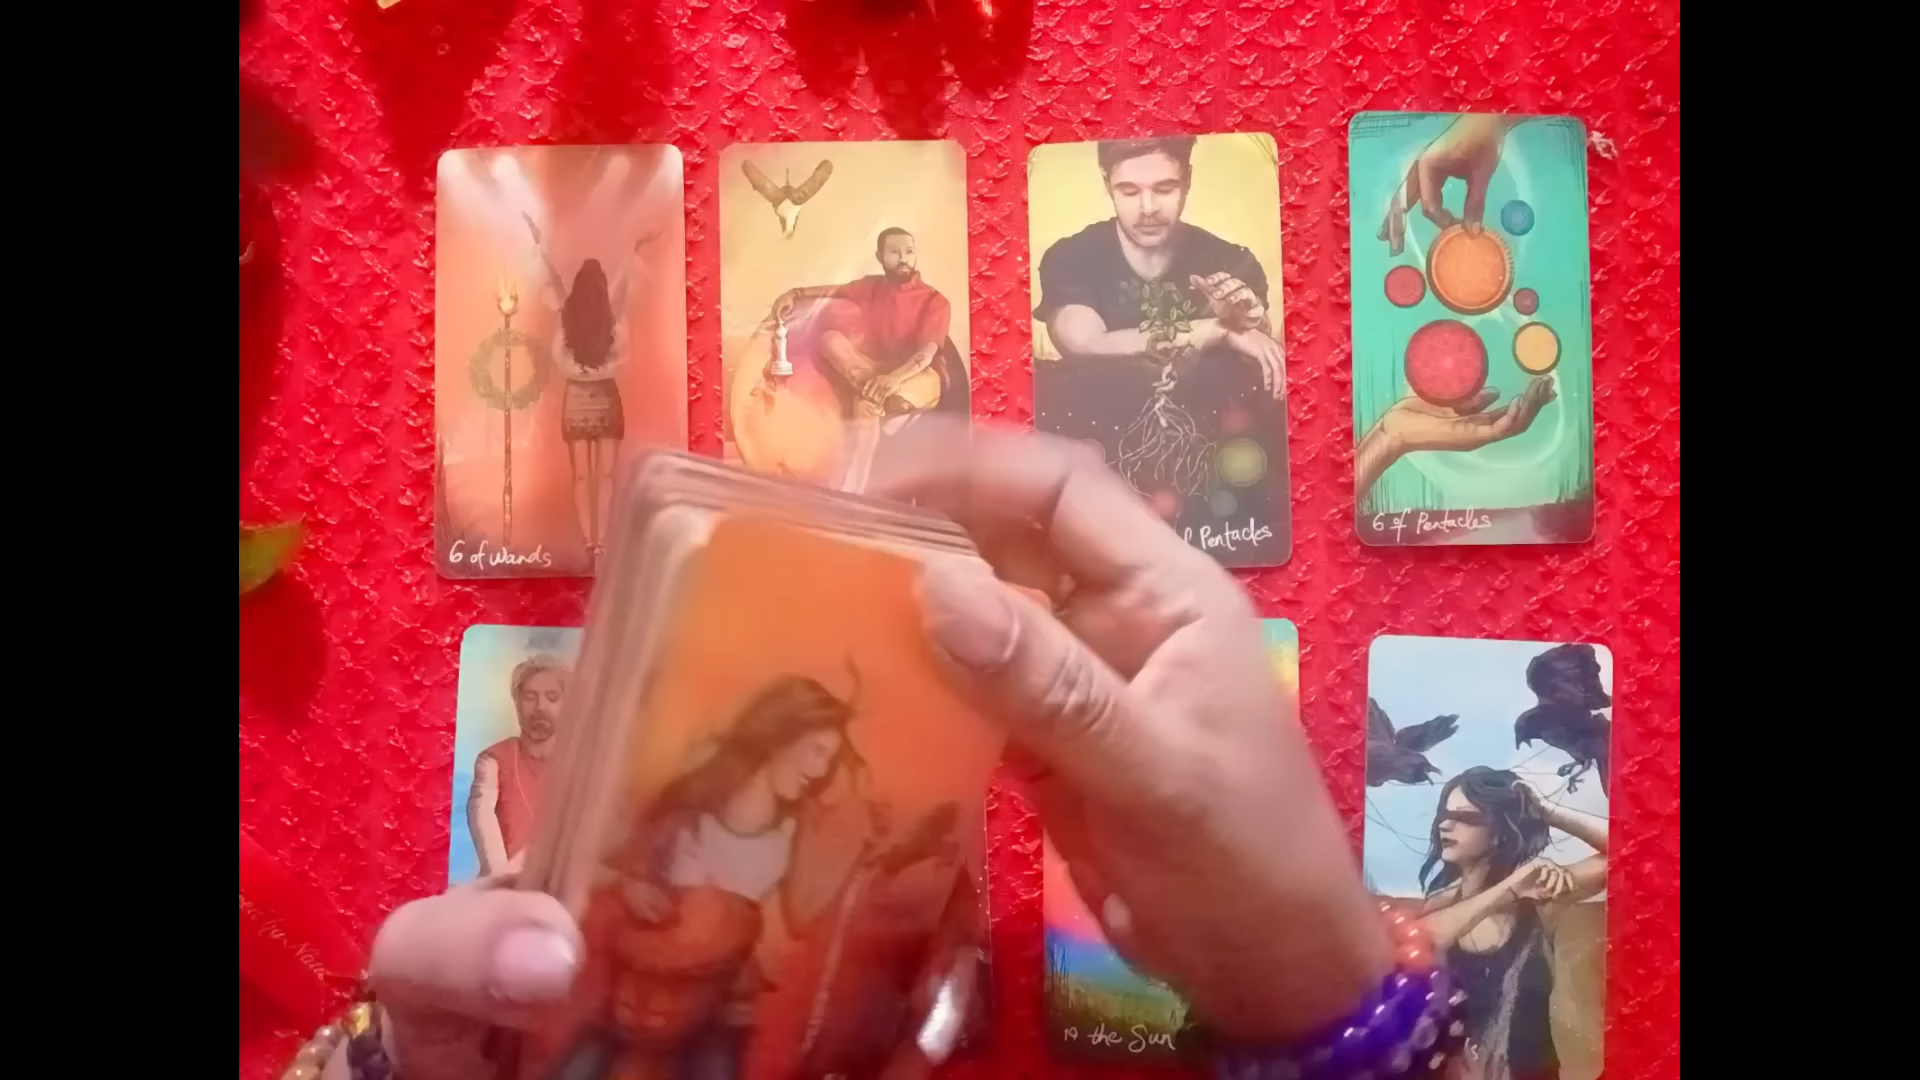 6 of wands
Pentacles
6 of Pentacles
19 the Sun